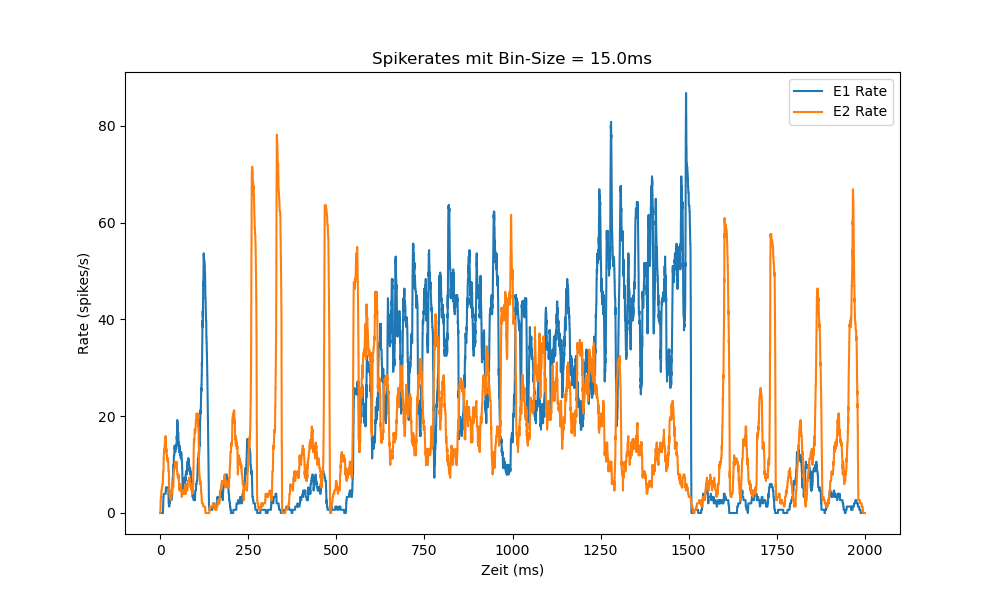 Spikerates mit Bin-Size = 15.0ms
E1 Rate
E2 Rate
Rate (spikes/s)
80
60
40
20
0
0 250 500 750 1000 1250 1500 1750 2000
Zeit (ms)